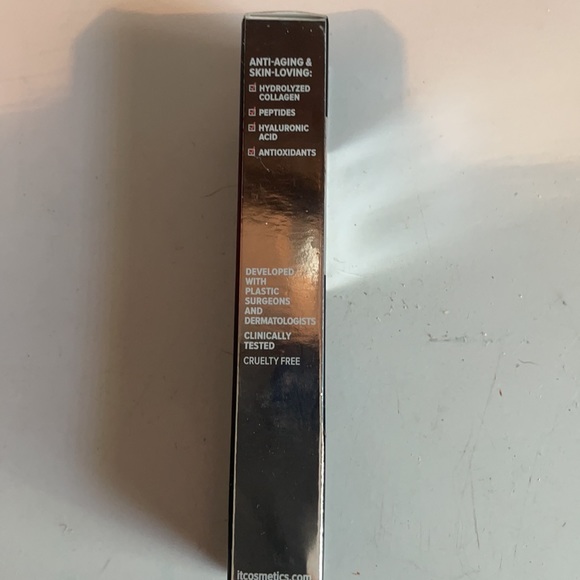 ANTI-AGING &
SKIN-LOVING:
HYDROLYZED
COLLAGEN
PEPTIDES
HYALURONIC
ACID
ANTIOXIDANTS
DEVELOPED
WITH
PLASTIC
SURGEONS
AND
DERMATOLOGISTS
CLINICALLY
TESTED
CRUELTY FREE
itcosmetics.com